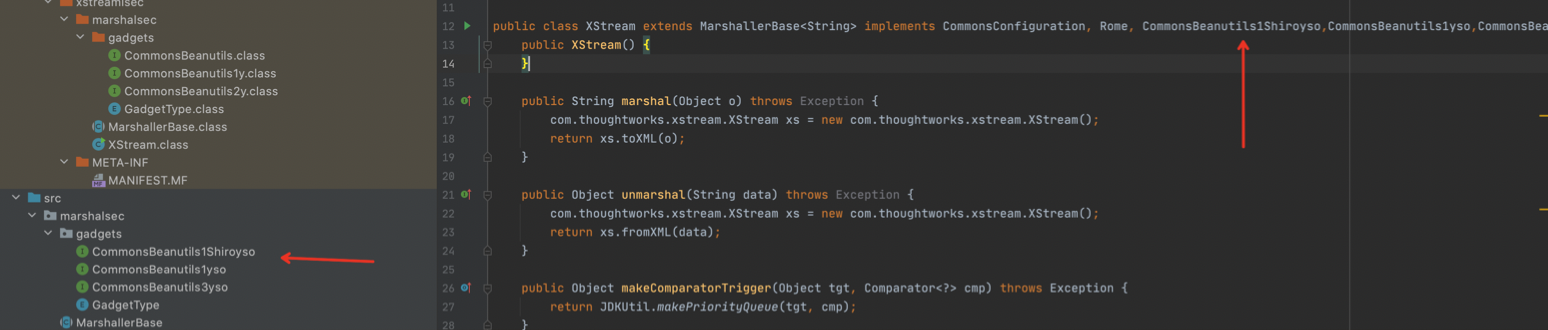 xstreamisec
marshalsec
gadgets
CommonsBeanutils.class
CommonsBeanutils1y.class
CommonsBeanutils2y.class
GadgetType.class
MarshallerBase.class
XStream.class
META-INF
MANIFEST.MF
src
marshalsec
gadgets
CommonsBeanutils1Shiroyso
CommonsBeanutils1yso
CommonsBeanutils3yso
GadgetType
MarshallerBase
11
12 public class XStream extends MarshallerBase<String> implements CommonsConfiguration, Rome, CommonsBeanutils1Shiroyso,CommonsBeanutils1yso,CommonsBea
13 public XStream() {
14 }
15
16 public String marshal(Object o) throws Exception {
17 com.thoughtworks.xstream.XStream xs = new com.thoughtworks.xstream.XStream();
18 return xs.toXML(o);
19 }
20
21 public Object unmarshal(String data) throws Exception {
22 com.thoughtworks.xstream.XStream xs = new com.thoughtworks.xstream.XStream();
23 return xs.fromXML(data);
24 }
25
26 public Object makeComparatorTrigger(Object tgt, Comparator<?> cmp) throws Exception {
27 return JDKUtil.makePriorityQueue(tgt, cmp);
28 }